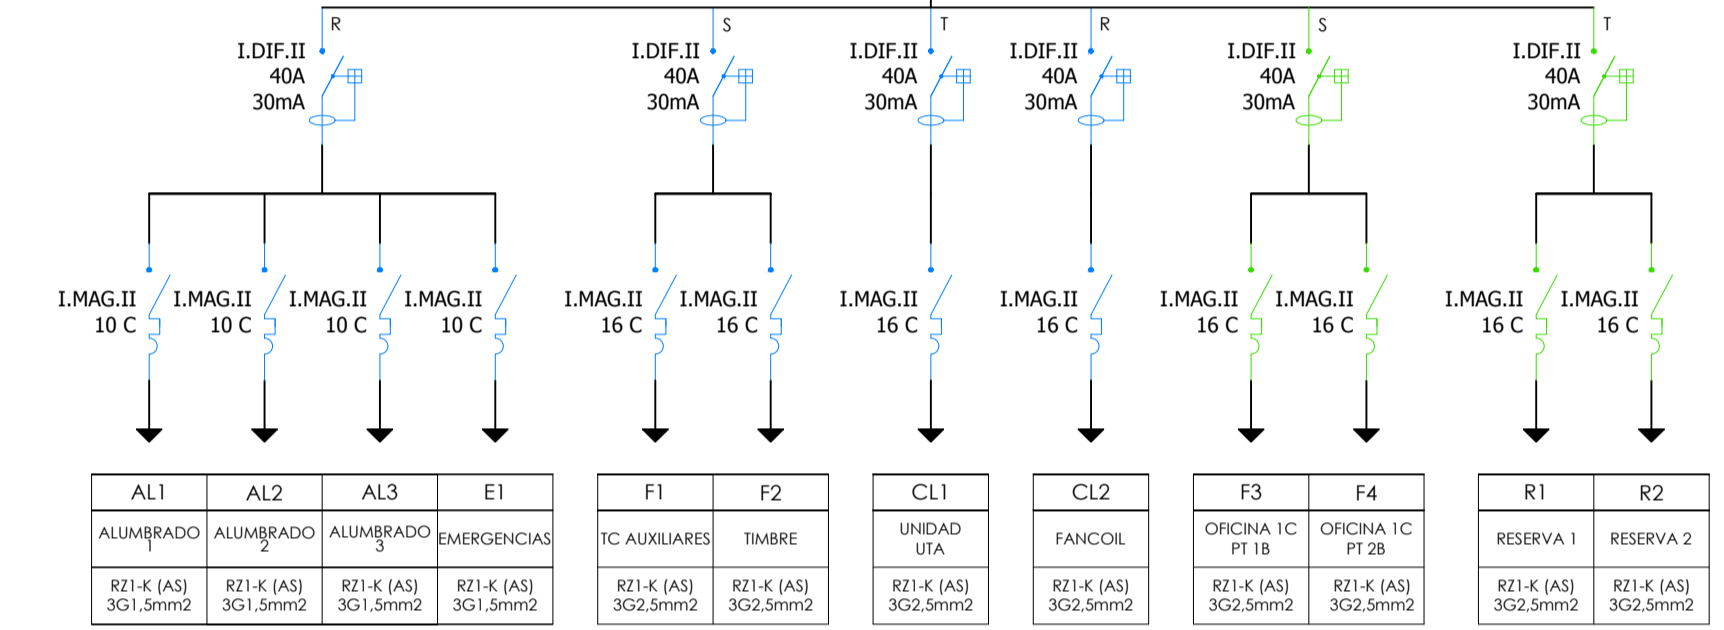 R
S
T
R
S
T
I.DIF.II
40A
30mA
I.DIF.II
40A
30mA
I.DIF.II
40A
30mA
I.DIF.II
40A
30mA
I.DIF.II
40A
30mA
I.DIF.II
40A
30mA
I.MAG.II
10 C
I.MAG.II
10 C
I.MAG.II
10 C
I.MAG.II
10 C
I.MAG.II
16 C
I.MAG.II
16 C
I.MAG.II
16 C
I.MAG.II
16 C
I.MAG.II
16 C
I.MAG.II
16 C
I.MAG.II
16 C
I.MAG.II
16 C
AL1
ALUMBRADO
1
RZ1-K (AS)
3G1,5mm2
AL2
ALUMBRADO
2
RZ1-K (AS)
3G1,5mm2
AL3
ALUMBRADO
3
RZ1-K (AS)
3G1,5mm2
E1
EMERGENCIAS
RZ1-K (AS)
3G1,5mm2
F1
TC AUXILIARES
RZ1-K (AS)
3G2,5mm2
F2
TIMBRE
RZ1-K (AS)
3G2,5mm2
CL1
UNIDAD
UTA
RZ1-K (AS)
3G2,5mm2
CL2
FANCOIL
RZ1-K (AS)
3G2,5mm2
F3
OFICINA 1C
PT 1B
RZ1-K (AS)
3G2,5mm2
F4
OFICINA 1C
PT 2B
RZ1-K (AS)
3G2,5mm2
R1
RESERVA 1
RZ1-K (AS)
3G2,5mm2
R2
RESERVA 2
RZ1-K (AS)
3G2,5mm2